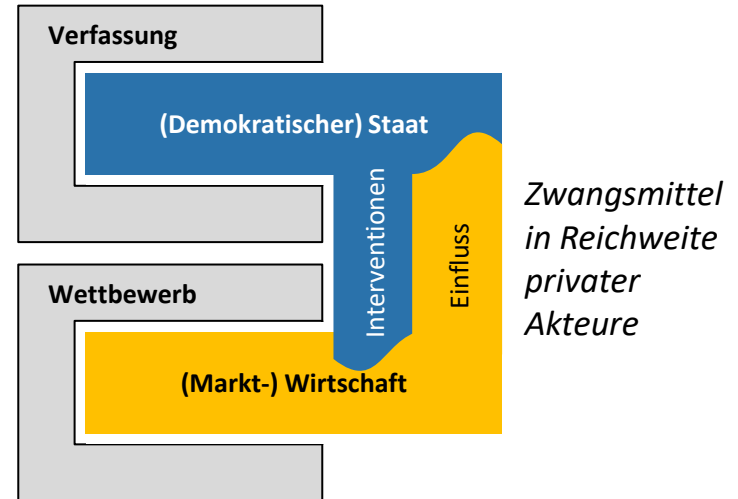 Verfassung
(Demokratischer) Staat
Interventionen
Einfluss
Zwangsmittel
in Reichweite
privater
Akteure
Wettbewerb
(Markt-) Wirtschaft